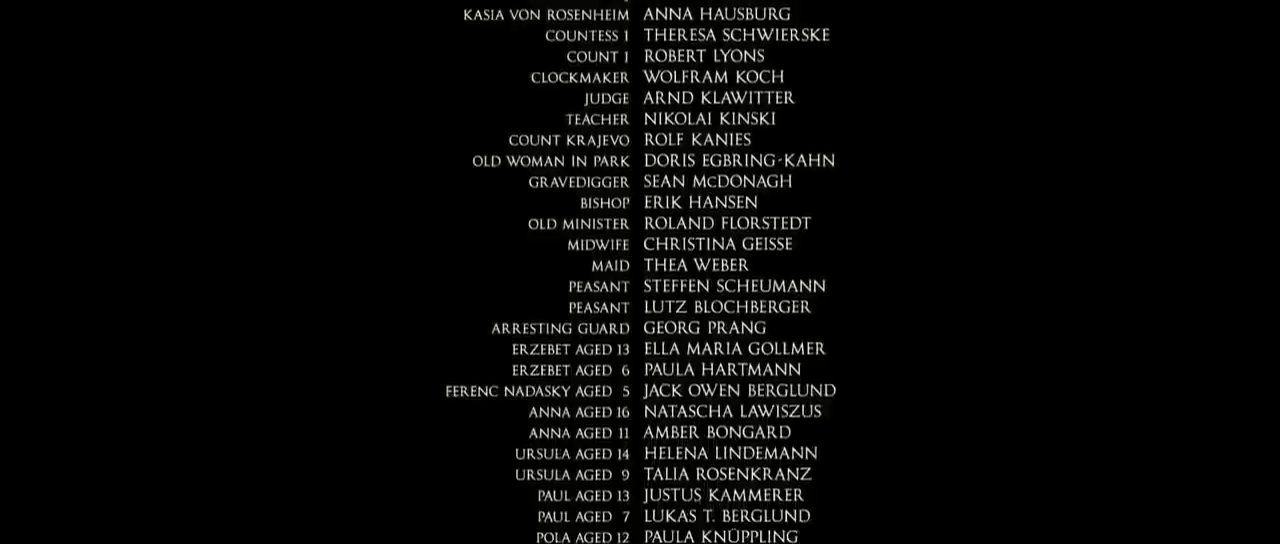 KASIA VON ROSENHEIM ANNA HAUSBURG
COUNTESS 1 THERESA SCHWIERSKE
COUNT 1 ROBERT LYONS
CLOCKMAKER WOLFRAM KOCH
JUDGE ARND KLAWITTER
TEACHER NIKOLAI KINSKI
COUNT KRAJEVO ROLF KANIES
OLD WOMAN IN PARK DORIS EGBRING-KAHN
GRAVEDIGGER SEAN McDONAGH
BISHOP ERIK HANSEN
OLD MINISTER ROLAND FLORSTEDT
MIDWIFE CHRISTINA GEISSE
MAID THEA WEBER
PEASANT STEFFEN SCHEUMANN
PEASANT LUTZ BLOCHBERGER
ARRESTING GUARD GEORG PRANG
ERZEBET AGED 13 ELLA MARIA GOLLMER
ERZEBET AGED 6 PAULA HARTMANN
FERENC NADASKY AGED 5 JACK OWEN BERGLUND
ANNA AGED 16 NATASCHA LAWISZUS
ANNA AGED 11 AMBER BONGARD
URSULA AGED 14 HELENA LINDEMANN
URSULA AGED 9 TALIA ROSENKRANZ
PAUL AGED 13 JUSTUS KAMMERER
PAUL AGED 7 LUKAS T. BERGLUND
POLA AGED 12 PAULA KNÜPPLING